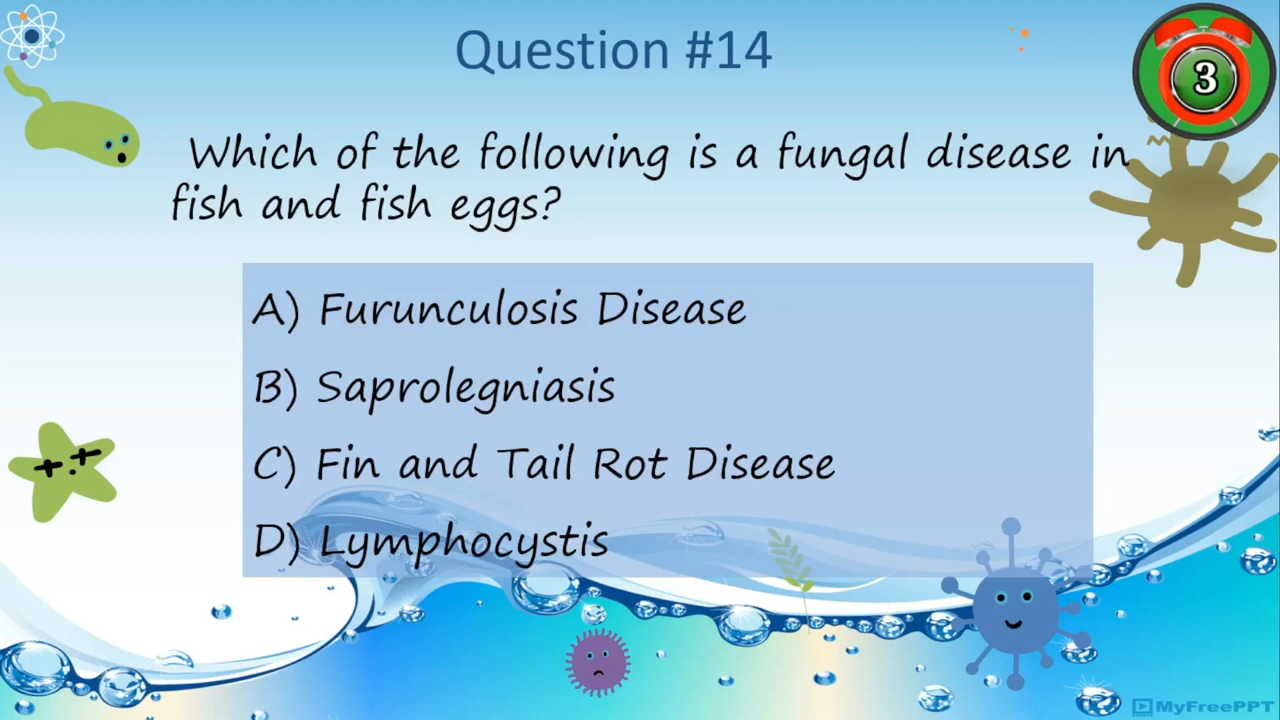 Question #14
3
Which of the following is a fungal disease in
fish and fish eggs?
A) Furunculosis Disease
B) Saprolegniasis
C) Fin and Tail Rot Disease
D) Lymphocystis
MyFreePPT